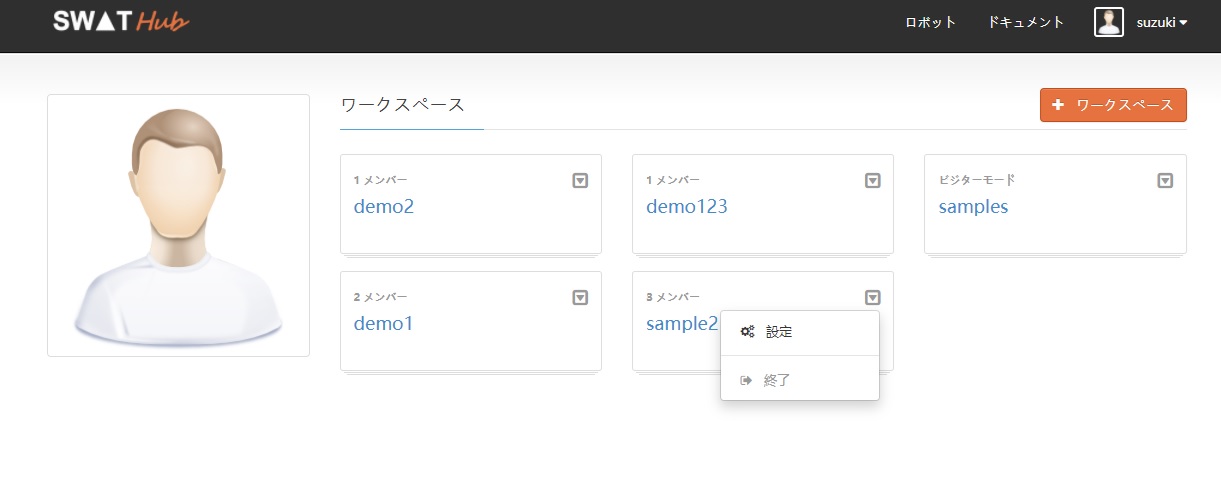 SWAT Hub
ロボット ドキュメント suzuki
ワークスペース
ワークスペース
1 メンバー
demo2
1 メンバー
demo123
ビジターモード
samples
2 メンバー
demo1
3 メンバー
sample2
設定
終了